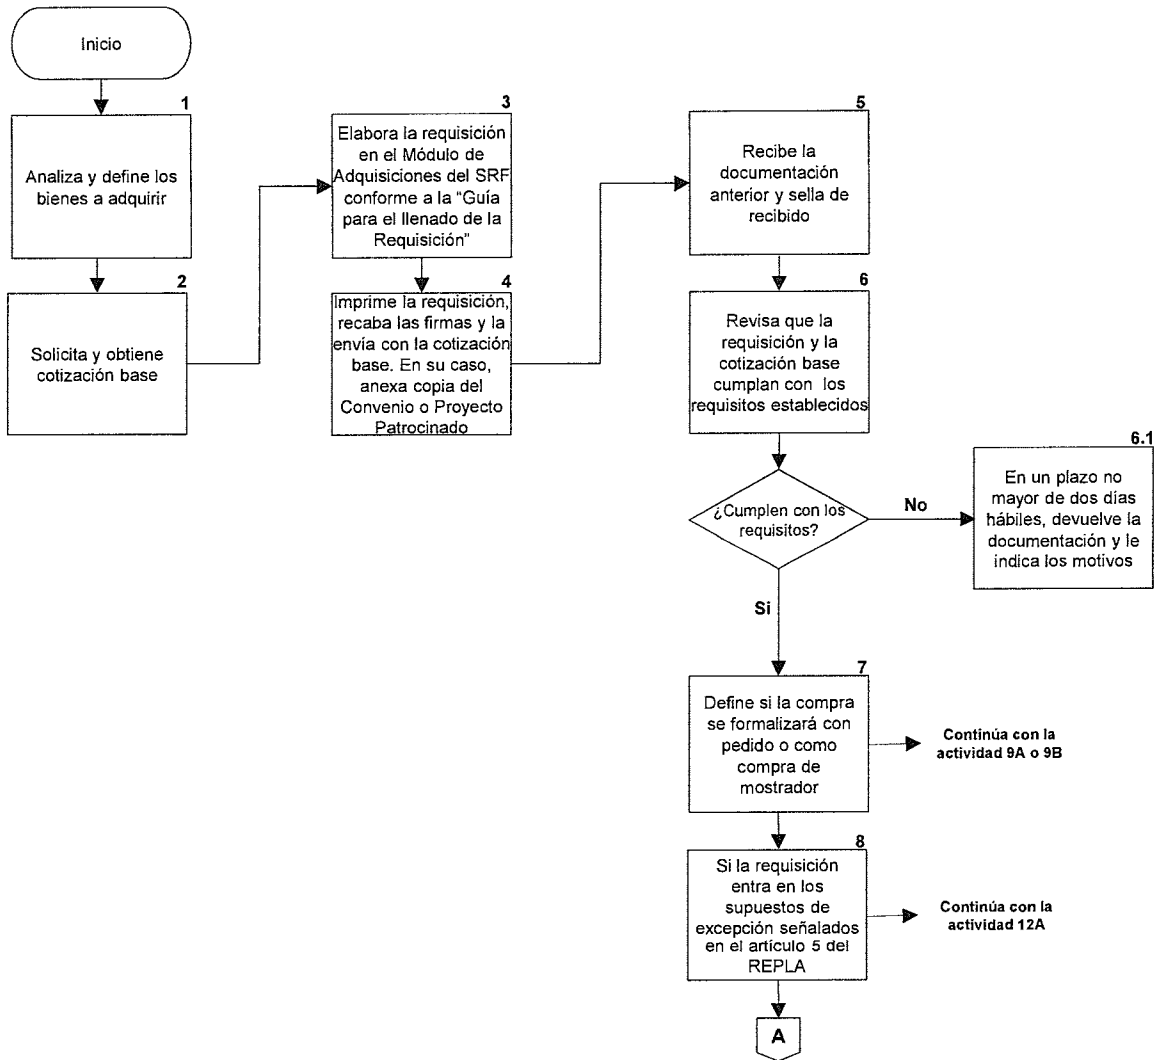 Inicio
1
Analiza y define los
bienes a adquirir
2
Solicita y obtiene
cotización base
3
Elabora la requisición
en el Módulo de
Adquisiciones del SRF
conforme a la “Guía
para el llenado de la
Requisición”
4
Imprime la requisición,
recaba las firmas y la
envía con la cotización
base. En su caso,
anexa copia del
Convenio o Proyecto
Patrocinado
5
Recibe la
documentación
anterior y sella de
recibido
6
Revisa que la
requisición y la
cotización base
cumplan con los
requisitos establecidos
¿Cumplen con los
requisitos?
No
6.1
En un plazo no
mayor de dos días
hábiles, devuelve la
documentación y le
indica los motivos
Si
7
Define si la compra
se formalizará con
pedido o como
compra de
mostrador
Continúa con la
actividad 9A o 9B
8
Si la requisición
entra en los
supuestos de
excepción señalados
en el artículo 5 del
REPLA
Continúa con la
actividad 12A
A